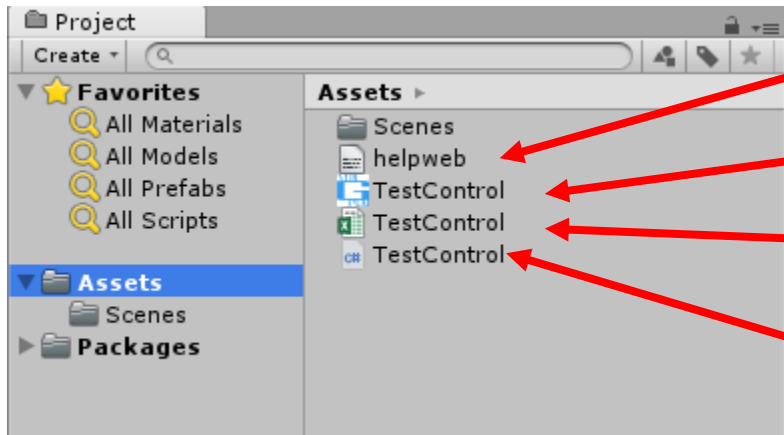 Project
Create
Favorites
All Materials
All Models
All Prefabs
All Scripts
Assets
Scenes
Packages
Assets
Scenes
helpweb
TestControl
TestControl
C# TestControl